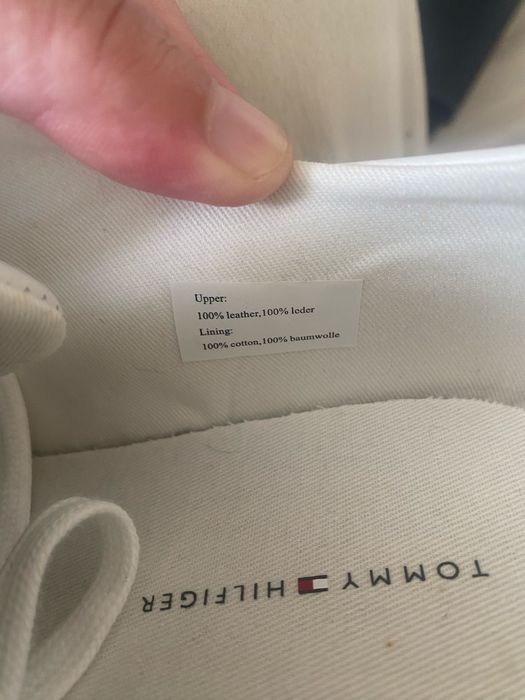 Upper:
100% leather,100% leder
Lining:
100% cotton,100% baumwolle
TOMMY HILFIGER